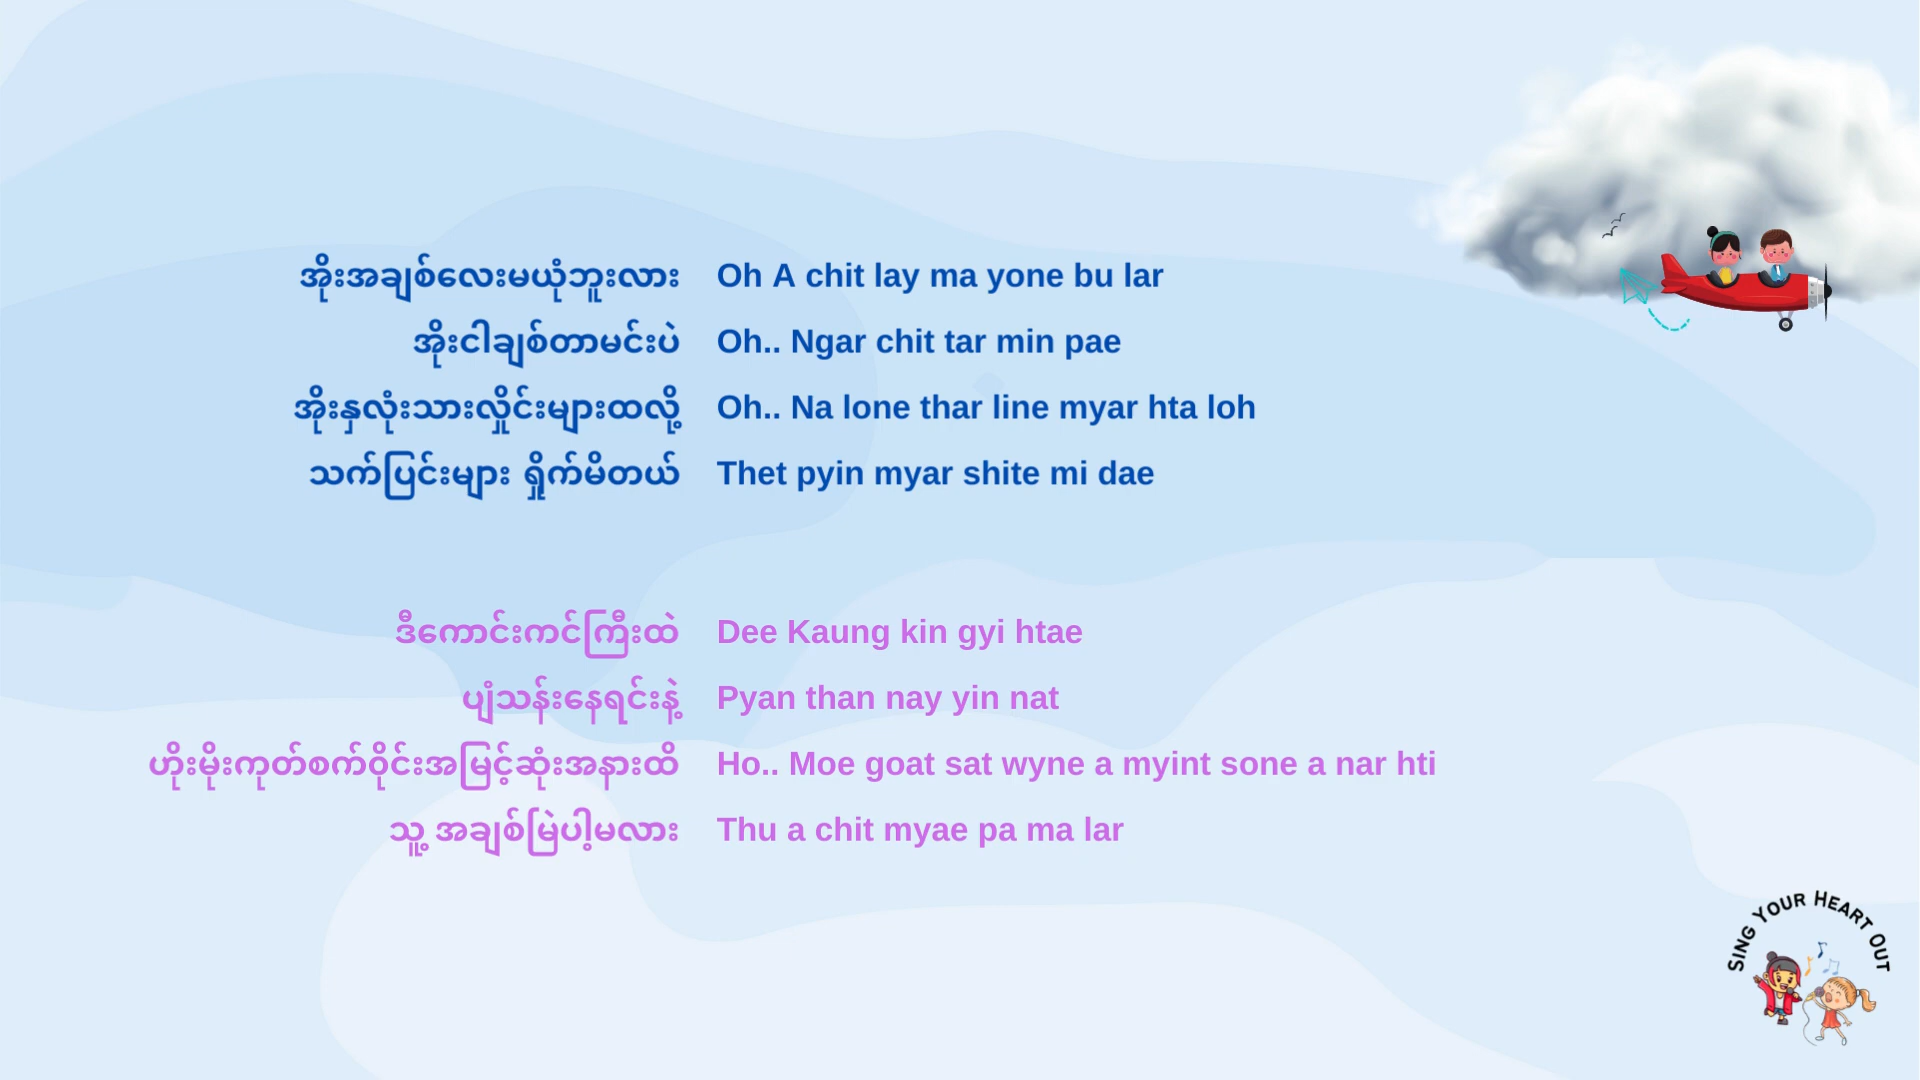 အိုးအချစ်လေးမယုံဘူးလား Oh A chit lay ma yone bu lar
အိုးငါချစ်တာမင်းပဲ Oh.. Ngar chit tar min pae
အိုးနှလုံးသားလှိုင်းများထလို့ Oh.. Na lone thar line myar hta loh
သက်ပြင်းများ ရှိုက်မိတယ် Thet pyin myar shite mi dae
ဒီကောင်းကင်ကြီးထဲ Dee Kaung kin gyi htae
ပျံသန်းနေရင်းနဲ့ Pyan than nay yin nat
ဟိုးမိုးကုတ်စက်ဝိုင်းအမြင့်ဆုံးအနားထိ Ho.. Moe goat sat wyne a myint sone a nar hti
သူ့ အချစ်မြဲပါ့မလား Thu a chit myae pa ma lar
Sing Your Heart Out